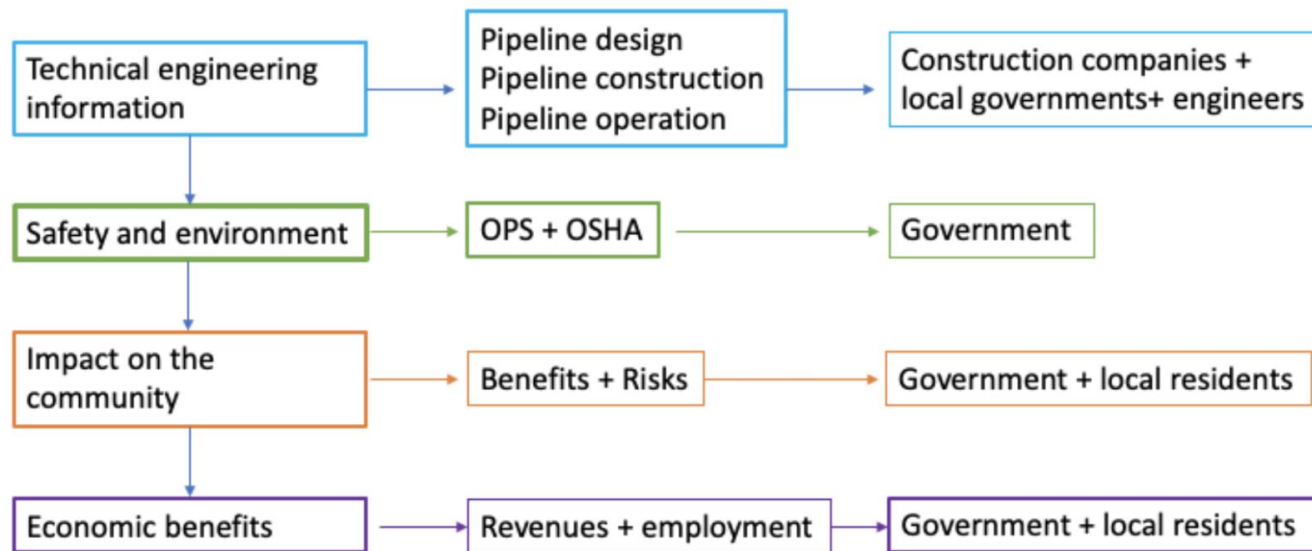 Technical engineering
information
Pipeline design
Pipeline construction
Pipeline operation
Construction companies +
local governments+ engineers
Safety and environment
OPS + OSHA
Government
Impact on the
community
Benefits + Risks
Government + local residents
Economic benefits
Revenues + employment
Government + local residents